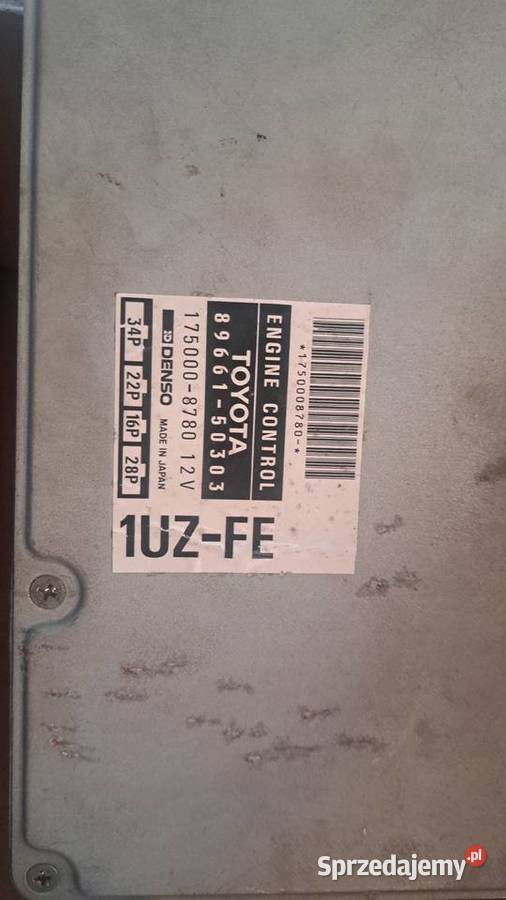 *1750008780-*
ENGINE CONTROL
TOYOTA
89661-50303
175000-8780 12V
DENSO MADE IN JAPAN
34P 22P 16P 28P
1UZ-FE
Sprzedajemy.pl